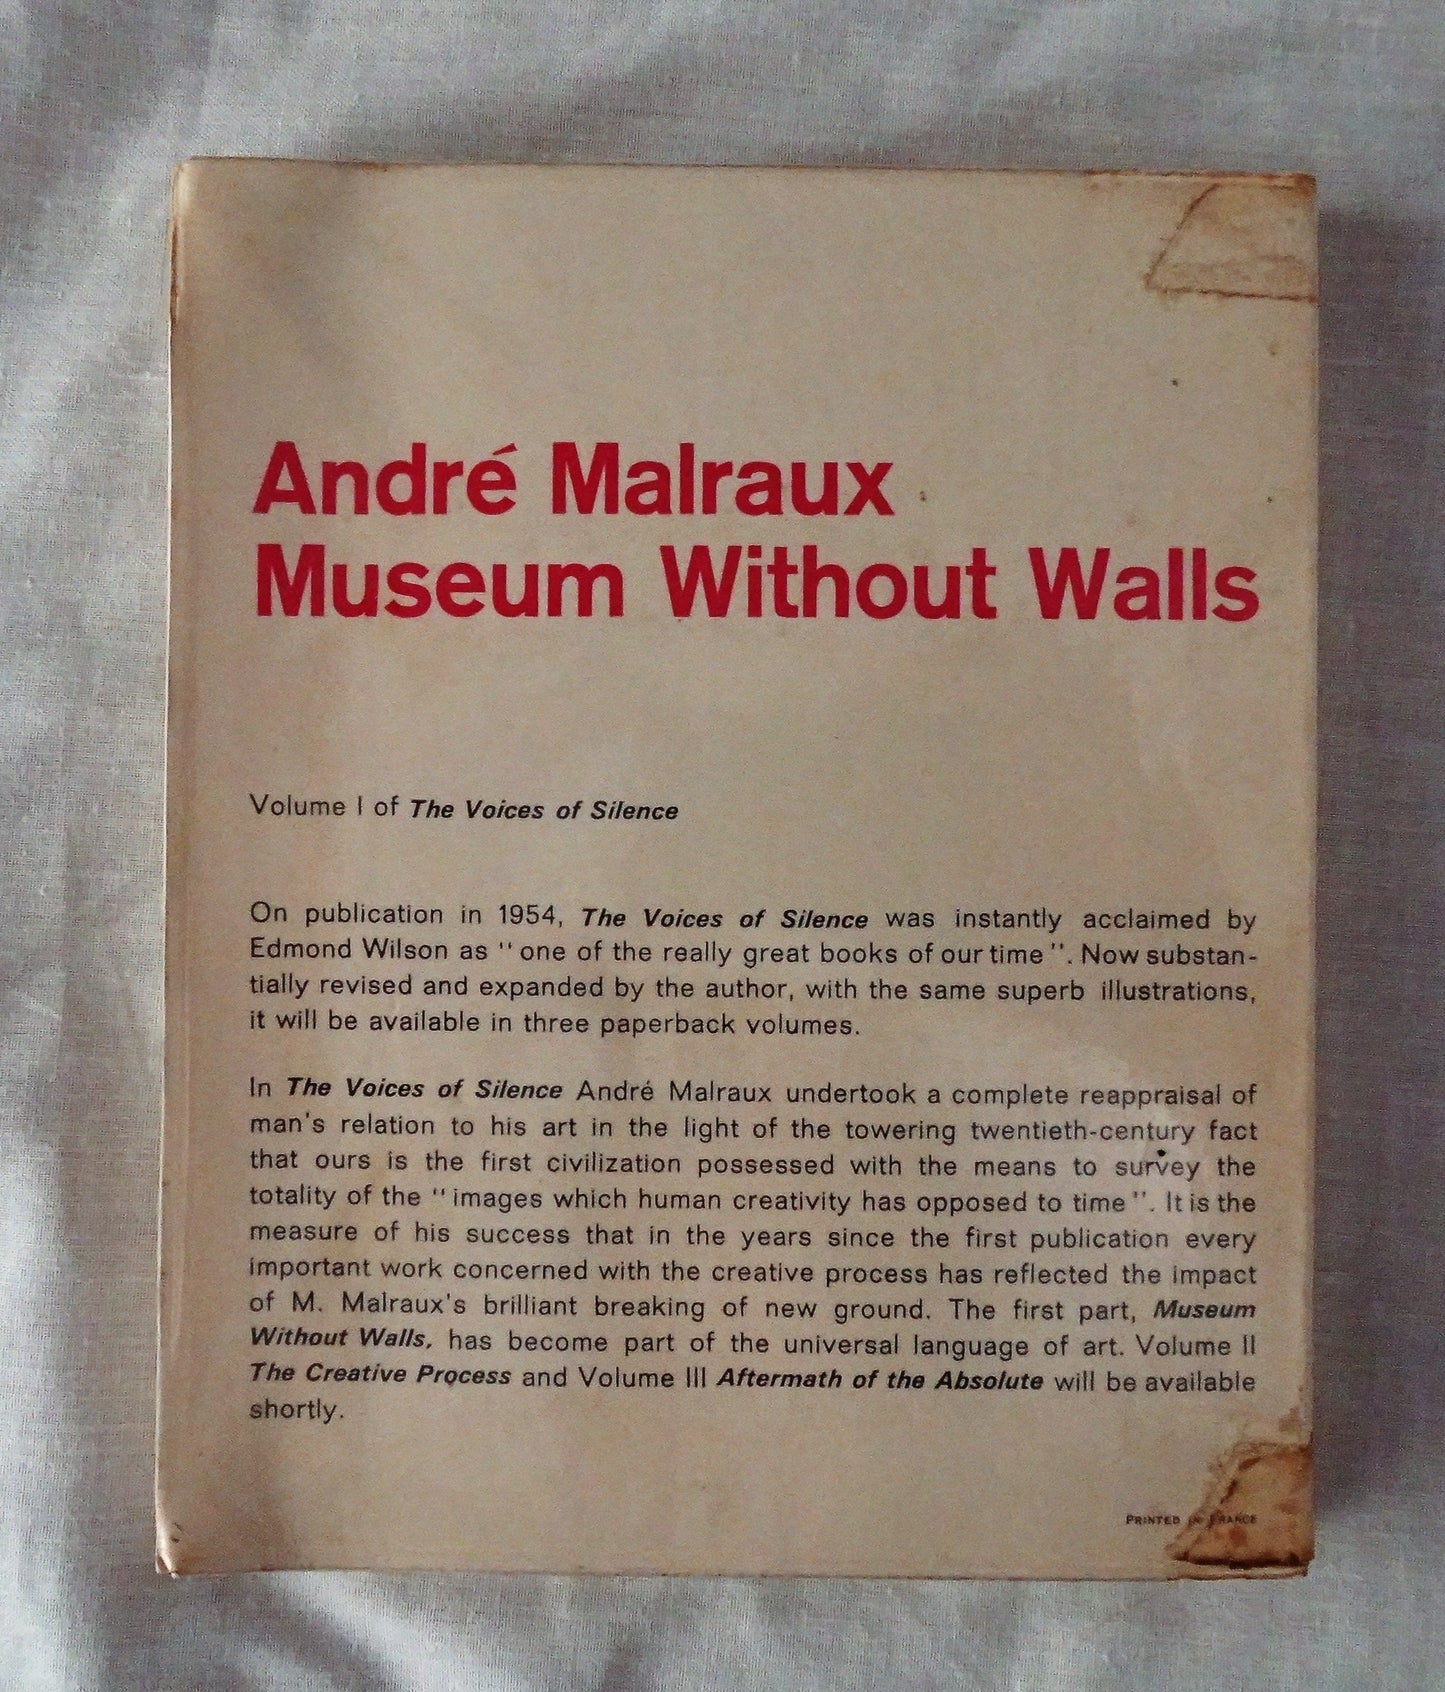 André Malraux
Museum Without Walls
Volume I of The Voices of Silence
On publication in 1954, The Voices of Silence was instantly acclaimed by
Edmond Wilson as "one of the really great books of our time". Now substan-
tially revised and expanded by the author, with the same superb illustrations,
it will be available in three paperback volumes.
In The Voices of Silence André Malraux undertook a complete reappraisal of
man's relation to his art in the light of the towering twentieth-century fact
that ours is the first civilization possessed with the means to survey the
totality of the "images which human creativity has opposed to time". It is the
measure of his success that in the years since the first publication every
important work concerned with the creative process has reflected the impact
of M. Malraux's brilliant breaking of new ground. The first part, Museum
Without Walls, has become part of the universal language of art. Volume II
The Creative Process and Volume III Aftermath of the Absolute will be available
shortly.
PRINTED IN FRANCE